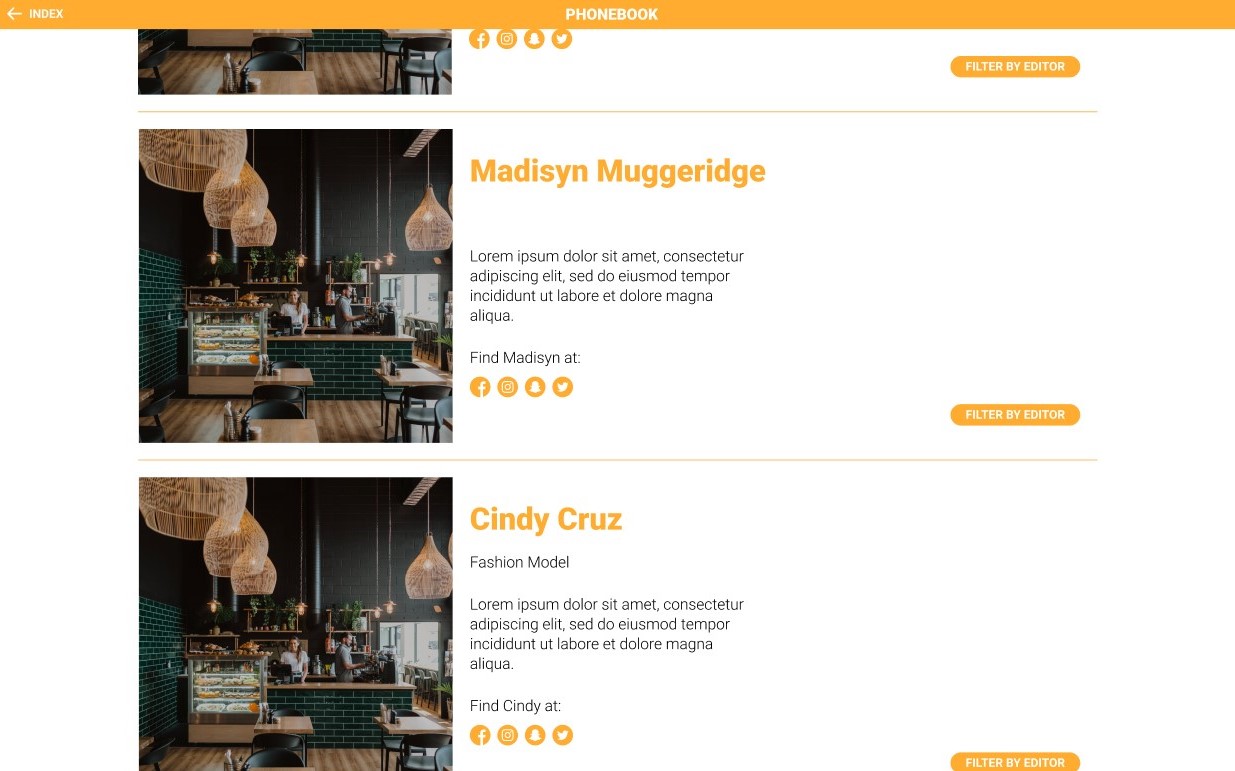 INDEX
PHONEBOOK
FILTER BY EDITOR
Madisyn Muggeridge
Lorem ipsum dolor sit amet, consectetur
adipiscing elit, sed do eiusmod tempor
incididunt ut labore et dolore magna
aliqua.
Find Madisyn at:
FILTER BY EDITOR
Cindy Cruz
Fashion Model
Lorem ipsum dolor sit amet, consectetur
adipiscing elit, sed do eiusmod tempor
incididunt ut labore et dolore magna
aliqua.
Find Cindy at:
FILTER BY EDITOR